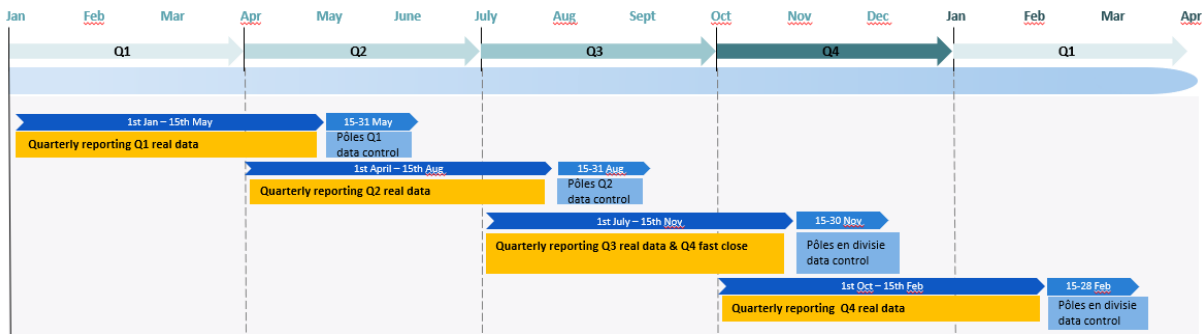 Jan Feb Mar Apr May June July Aug Sept Oct Nov Dec Jan Feb Mar Apr
Q1 Q2 Q3 Q4 Q1
1st Jan – 15th May
15-31 May
Quarterly reporting Q1 real data
Pôles Q1
data control
1st April – 15th Aug
15-31 Aug
Quarterly reporting Q2 real data
Pôles Q2
data control
1st July – 15th Nov
15-30 Nov
Quarterly reporting Q3 real data & Q4 fast close
Pôles en divisie
data control
1st Oct – 15th Feb
15-28 Feb
Quarterly reporting Q4 real data
Pôles en divisie
data control